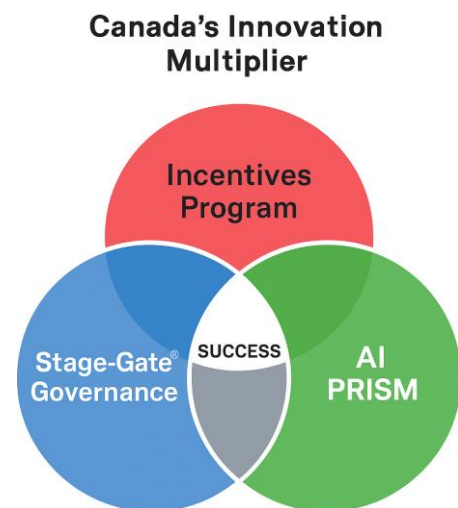 Canada's Innovation
Multiplier
Incentives
Program
Stage-Gate®
Governance
SUCCESS
AI
PRISM